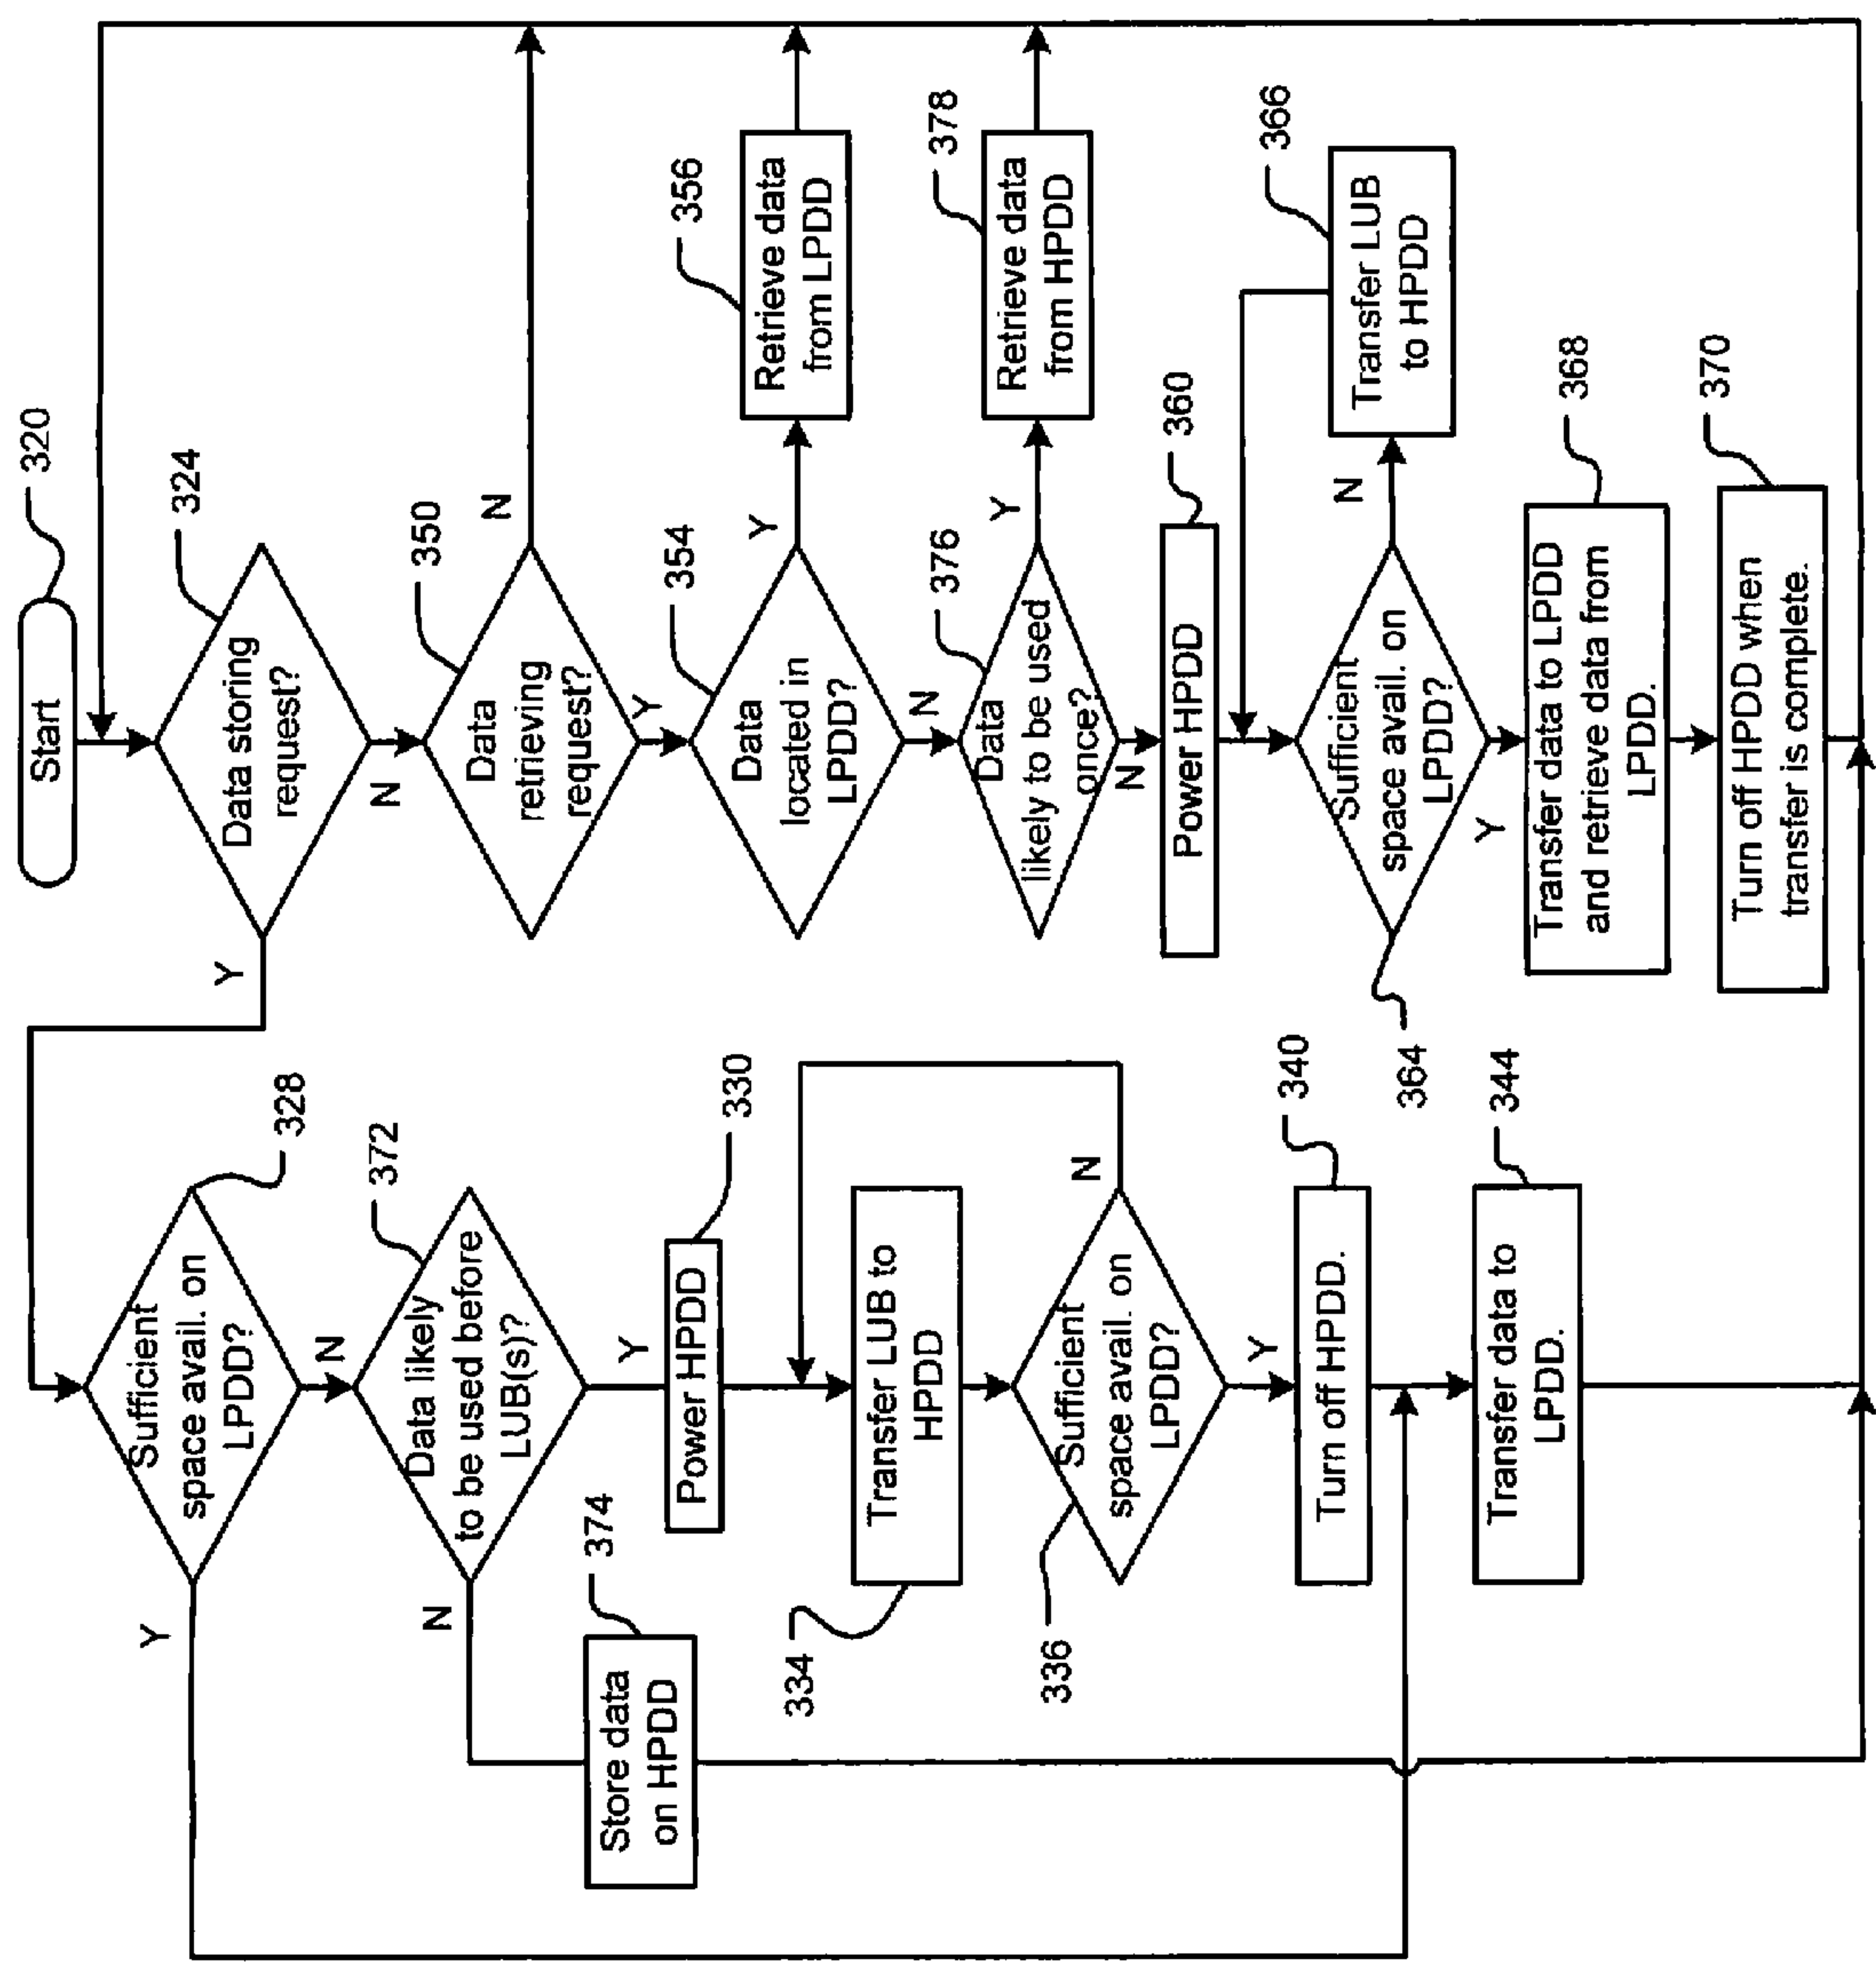 Start
320
Data storing
request?
324
Y
N
Sufficient
space avail. on
LPDD?
328
Y
N
Data likely
to be used before
LUB(s)?
372
N
Y
Store data
on HPDD
374
Power HPDD
330
Transfer LUB to
HPDD
334
Sufficient
space avail. on
LPDD?
336
N
Y
Turn off HPDD.
340
Transfer data to
LPDD.
344
Data
retrieving
request?
350
N
Y
Data
located in
LPDD?
354
Y
N
Retrieve data
from LPDD
356
Data
likely to be used
once?
376
Y
N
Retrieve data
from HPDD
378
Power HPDD
360
Sufficient
space avail. on
LPDD?
364
N
Y
Transfer LUB
to HPDD
366
Transfer data to LPDD
and retrieve data from
LPDD.
368
Turn off HPDD when
transfer is complete.
370